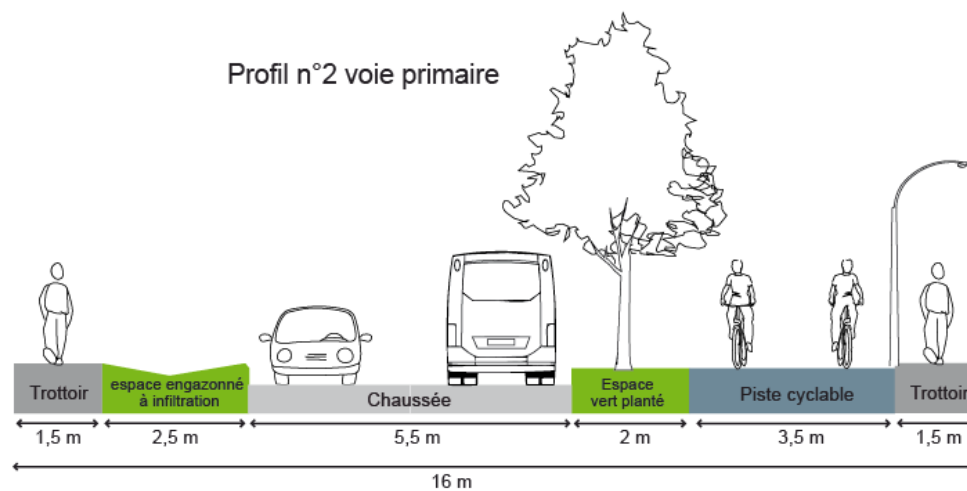 Profil n°2 voie primaire
Trottoir
espace engazonné
à infiltration
Chaussée
Espace
vert planté
Piste cyclable
Trottoir
1,5 m
2,5 m
5,5 m
2 m
3,5 m
1,5 m
16 m